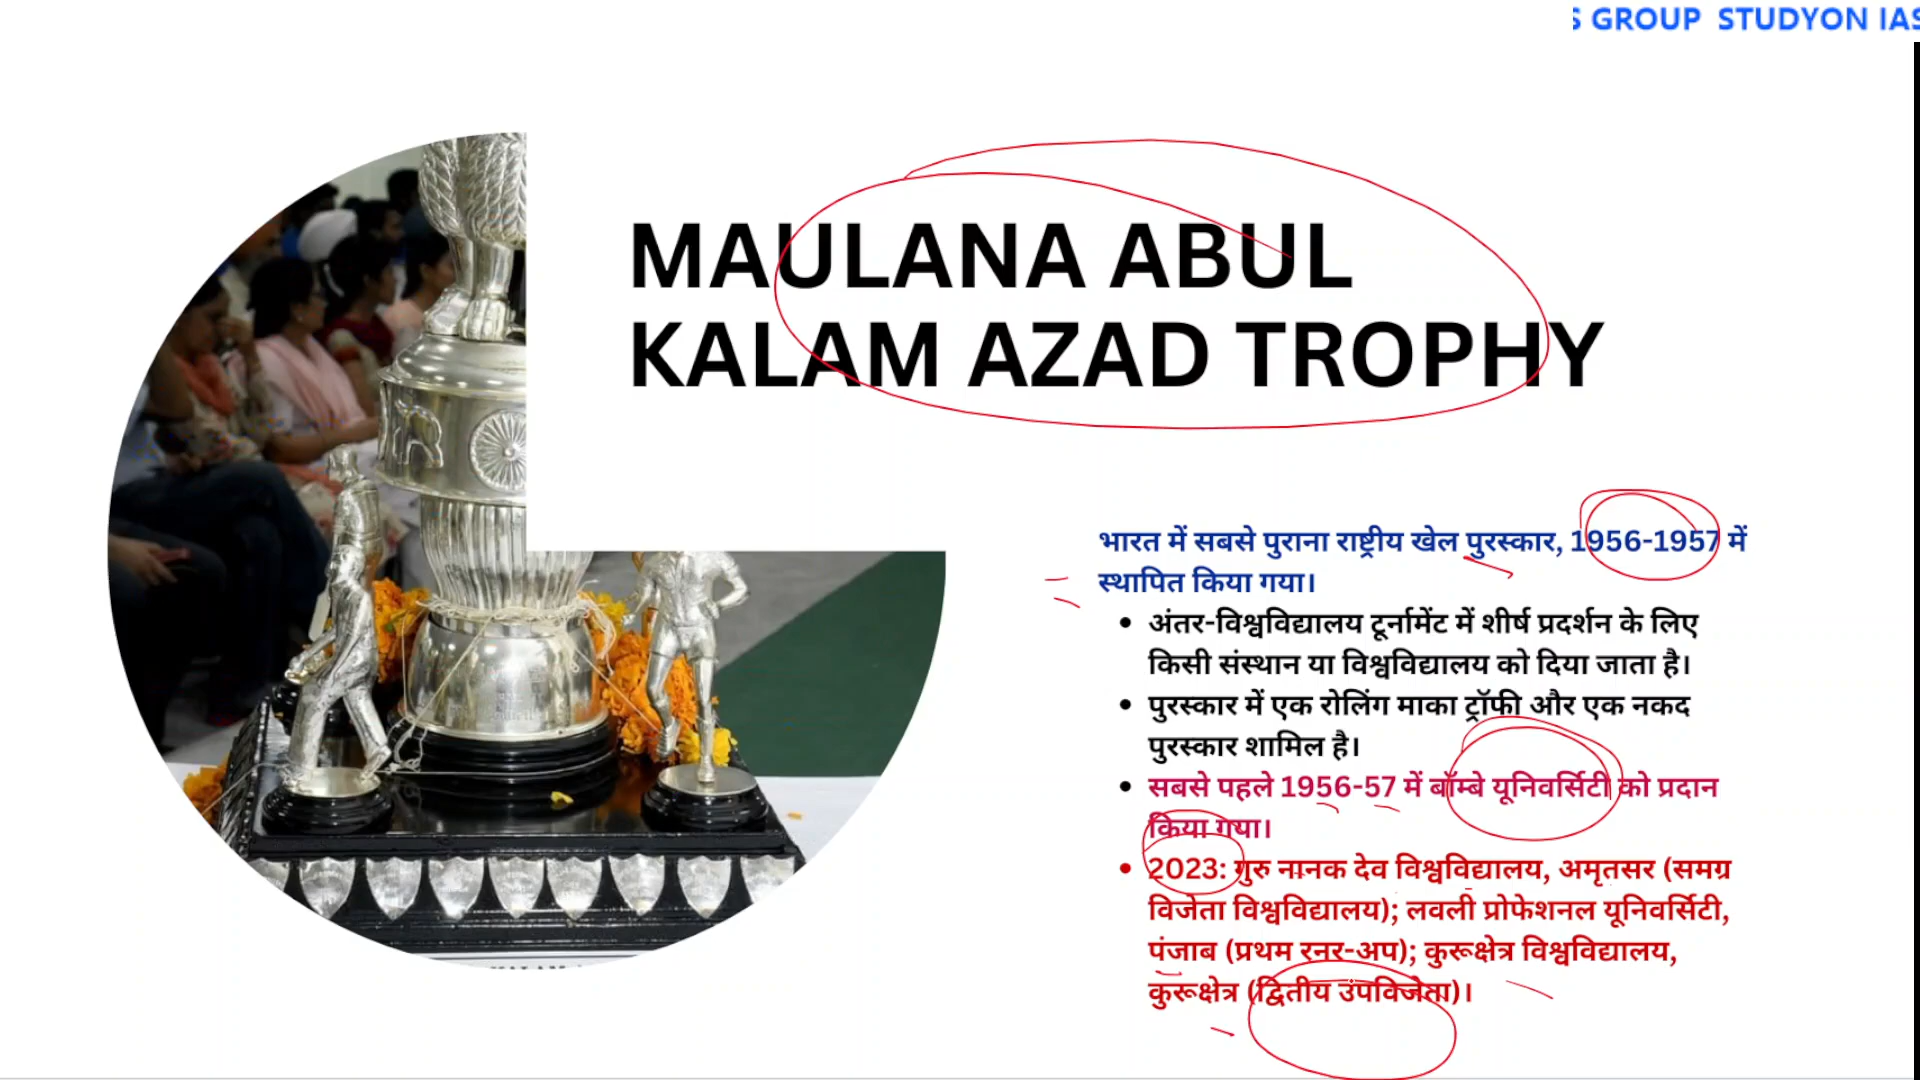 S GROUP STUDYON IAS
MAULANA ABUL
KALAM AZAD TROPHY
भारत में सबसे पुराना राष्ट्रीय खेल पुरस्कार, 1956-1957 में
स्थापित किया गया।
• अंतर-विश्वविद्यालय टूर्नामेंट में शीर्ष प्रदर्शन के लिए
किसी संस्थान या विश्वविद्यालय को दिया जाता है।
• पुरस्कार में एक रोलिंग माका ट्रॉफी और एक नकद
पुरस्कार शामिल है।
• सबसे पहले 1956-57 में बॉम्बे यूनिवर्सिटी को प्रदान
किया गया।
• 2023: गुरु नानक देव विश्वविद्यालय, अमृतसर (समग्र
विजेता विश्वविद्यालय); लवली प्रोफेशनल यूनिवर्सिटी,
पंजाब (प्रथम रनर-अप); कुरूक्षेत्र विश्वविद्यालय,
कुरूक्षेत्र (द्वितीय उपविजेता)।